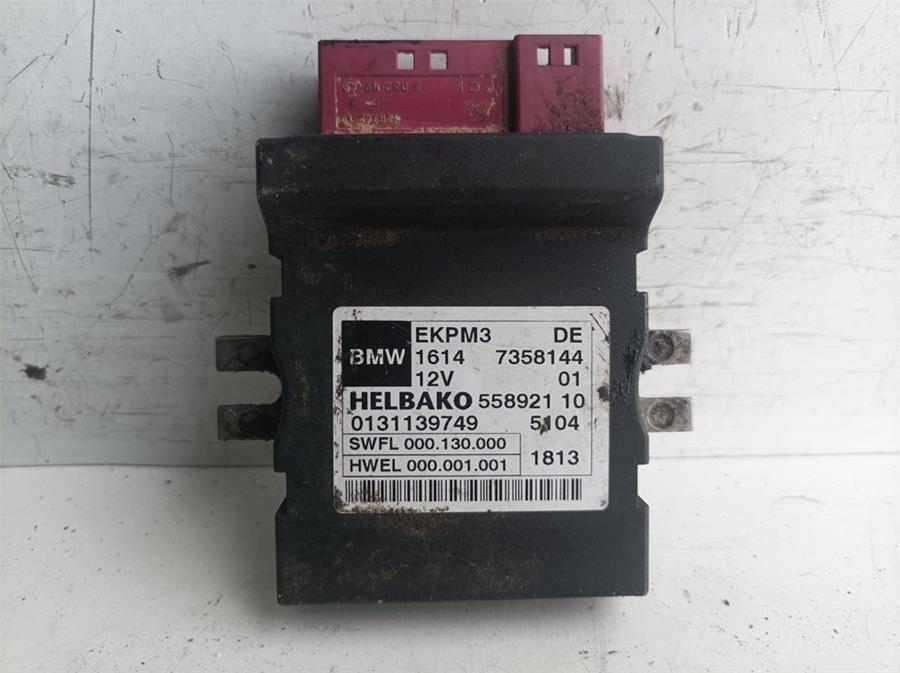 EKPM3 DE
BMW 1614 7358144
12V 01
HELBAKO 558921 10
0131139749 5104
SWFL 000.130.000
HWEL 000.001.001 1813